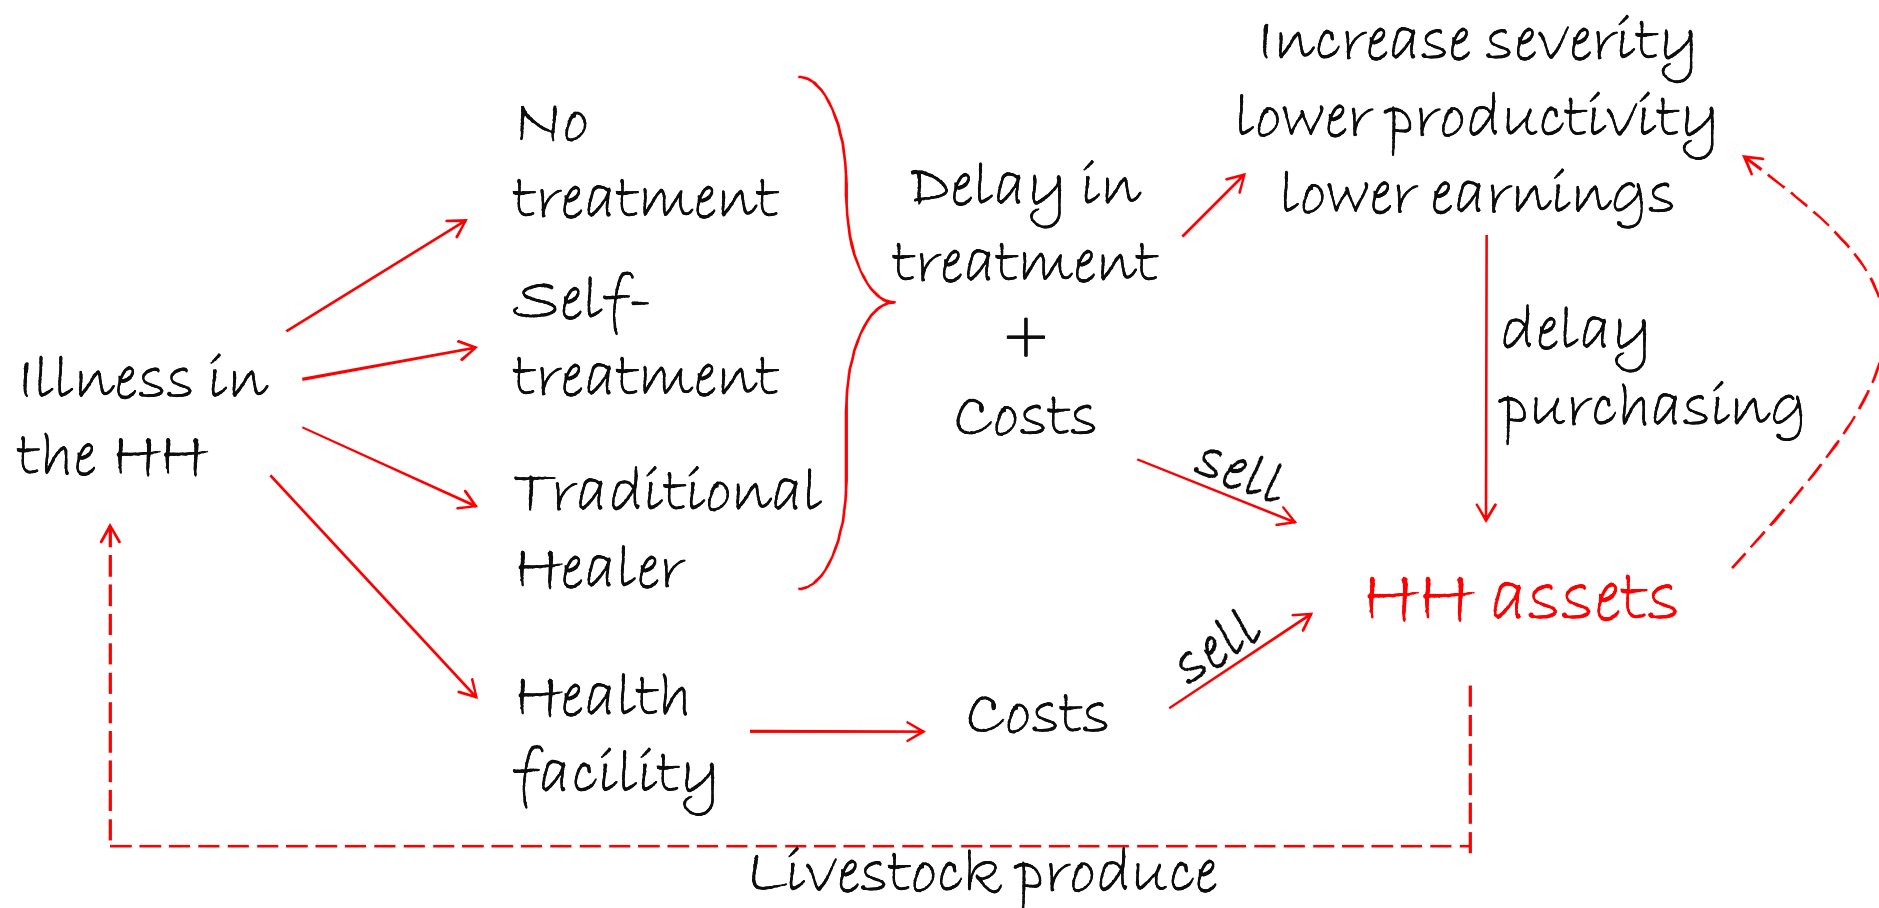 Illness in
the HH
No
treatment
Self-
treatment
Traditional
Healer
Health
facility
Delay in
treatment
+
Costs
Costs
sell
sell
Increase severity
lower productivity
lower earnings
delay
purchasing
HH assets
Livestock produce